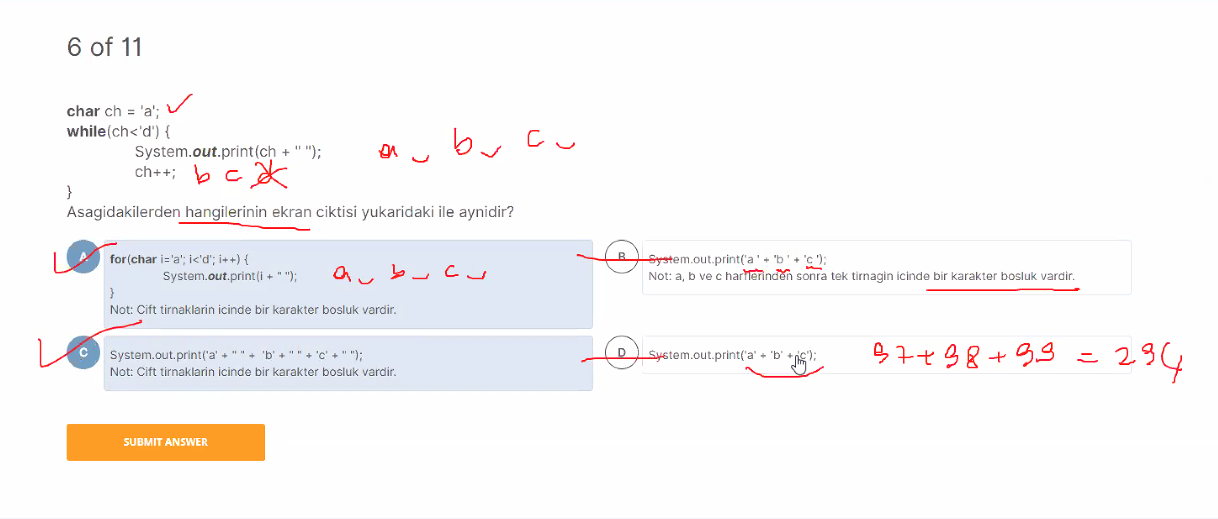 6 of 11
char ch = 'a';
while(ch<'d') {
System.out.print(ch + " ");
a b c
ch++;
b c d
}
Asagidakilerden hangilerinin ekran ciktisi yukaridaki ile aynidir?
A
for(char i='a'; i<'d'; i++) {
System.out.print(i + " ");
a b c
}
Not: Cift tirnaklarin icinde bir karakter bosluk vardir.
B
System.out.print('a ' + 'b ' + 'c ');
Not: a, b ve c harflerinden sonra tek tirnagin icinde bir karakter bosluk vardir.
C
System.out.print('a' + " " + 'b' + " " + 'c' + " ");
Not: Cift tirnaklarin icinde bir karakter bosluk vardir.
D
System.out.print('a' + 'b' + 'c');
97+98+99 = 294
SUBMIT ANSWER